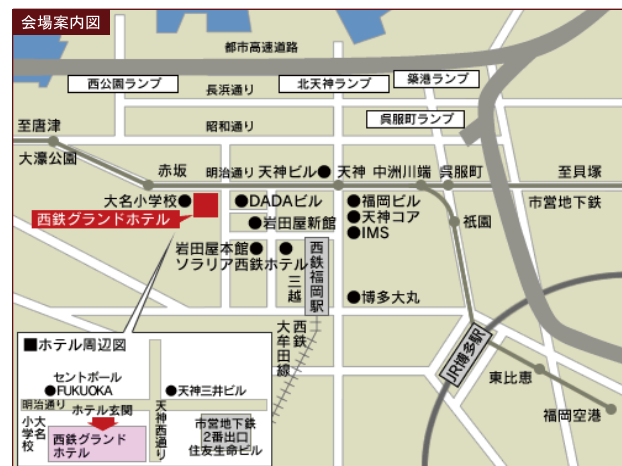 会場案内図
都市高速道路
西公園ランプ
長浜通り
北天神ランプ
築港ランプ
呉服町ランプ
昭和通り
至唐津
大濠公園
赤坂
明治通り
天神ビル●
天神
中洲川端
呉服町
至貝塚
市営地下鉄
大名小学校●
西鉄グランドホテル
●DADAビル
●岩田屋新館
●福岡ビル
●天神コア
●IMS
祇園
岩田屋本館●
ソラリア西鉄ホテル
●
三越
西鉄福岡駅
●博多大丸
西鉄
大牟田線
JR博多駅
東比恵
福岡空港
■ホテル周辺図
セントポール
●FUKUOKA
●天神三井ビル
明治通り
ホテル玄関
大名
小学校
西鉄グランド
ホテル
天神西通り
市営地下鉄
2番出口
住友生命ビル